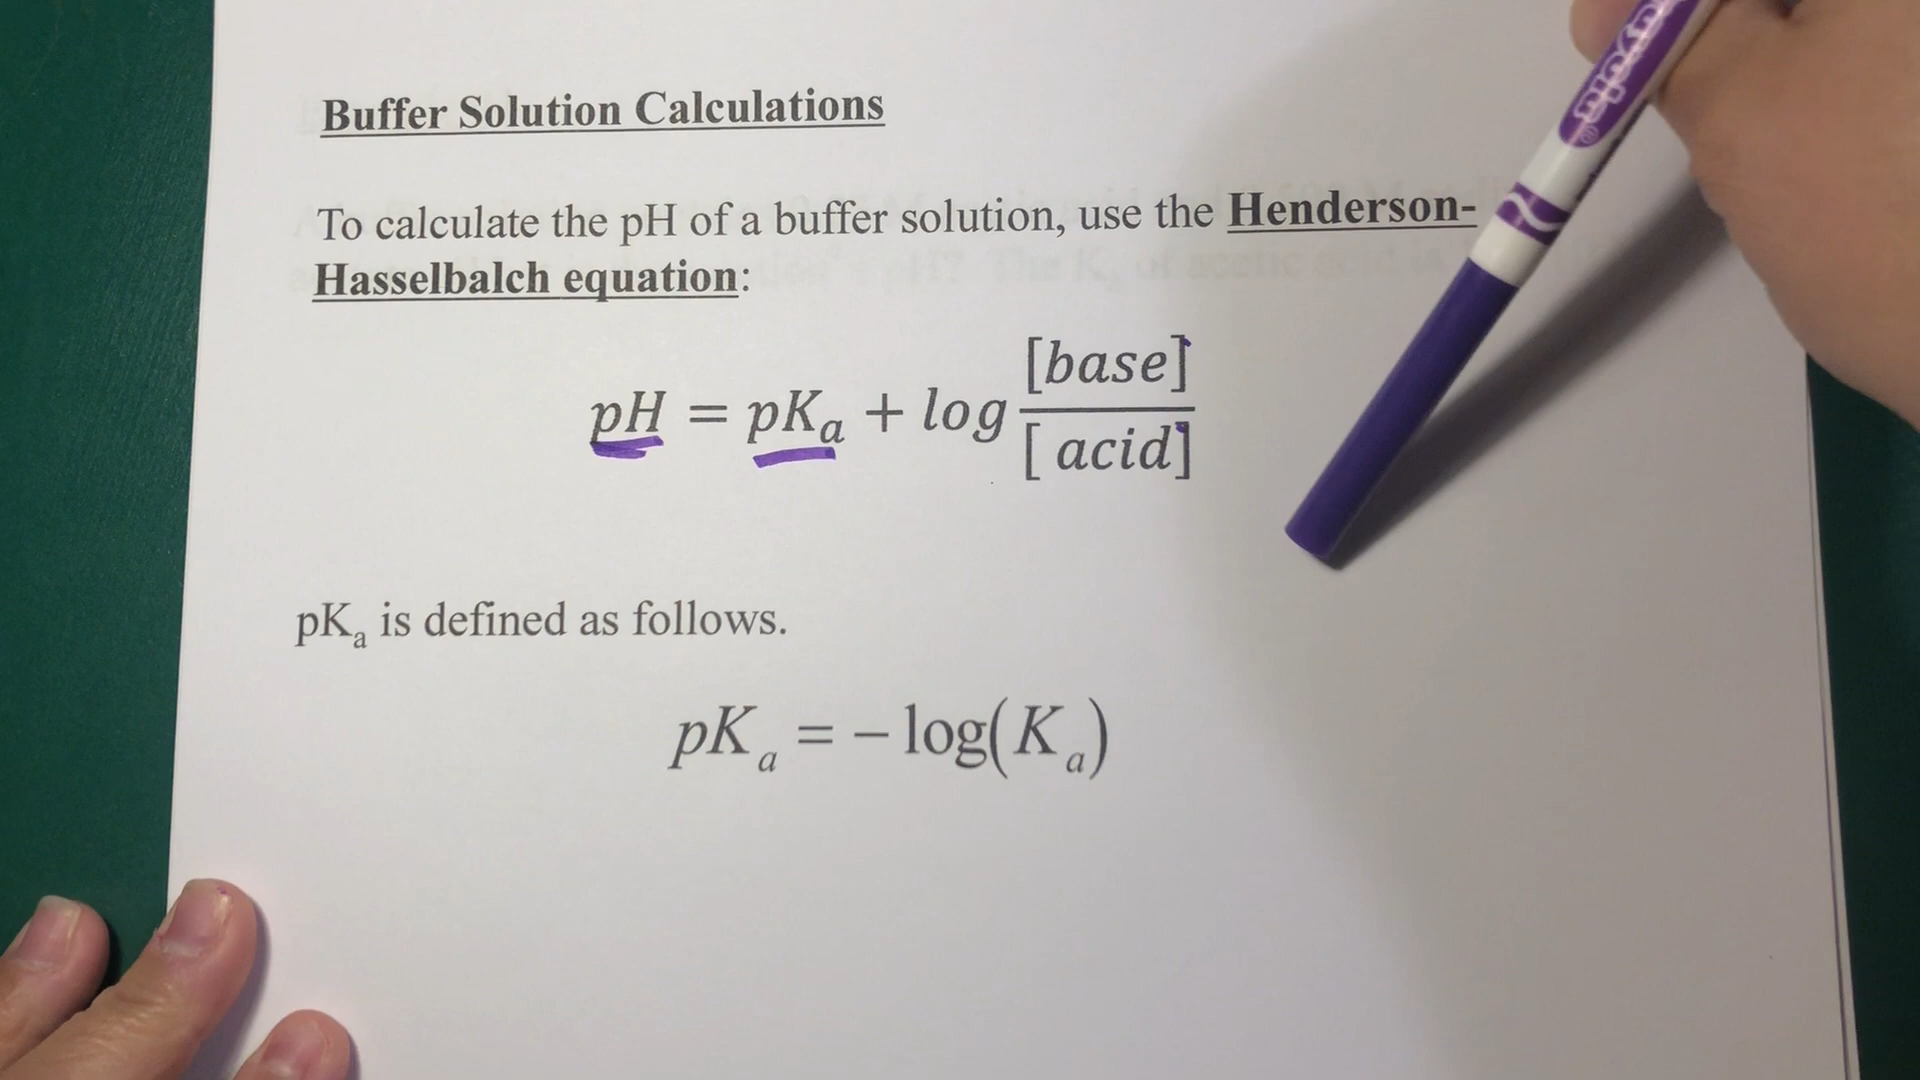 Buffer Solution Calculations
To calculate the pH of a buffer solution, use the Henderson-
Hasselbalch equation:
pH = pKₐ + log [base]/[ acid]
pKₐ is defined as follows.
pKₐ = − log(Kₐ)
Crayola®